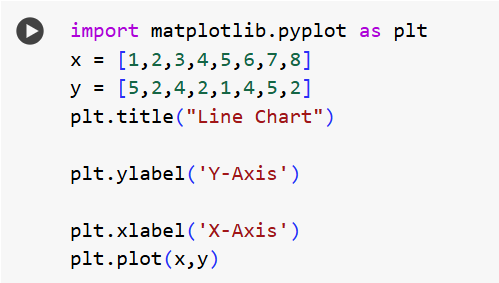 import matplotlib.pyplot as plt
x = [1,2,3,4,5,6,7,8]
y = [5,2,4,2,1,4,5,2]
plt.title("Line Chart")
plt.ylabel('Y-Axis')
plt.xlabel('X-Axis')
plt.plot(x,y)